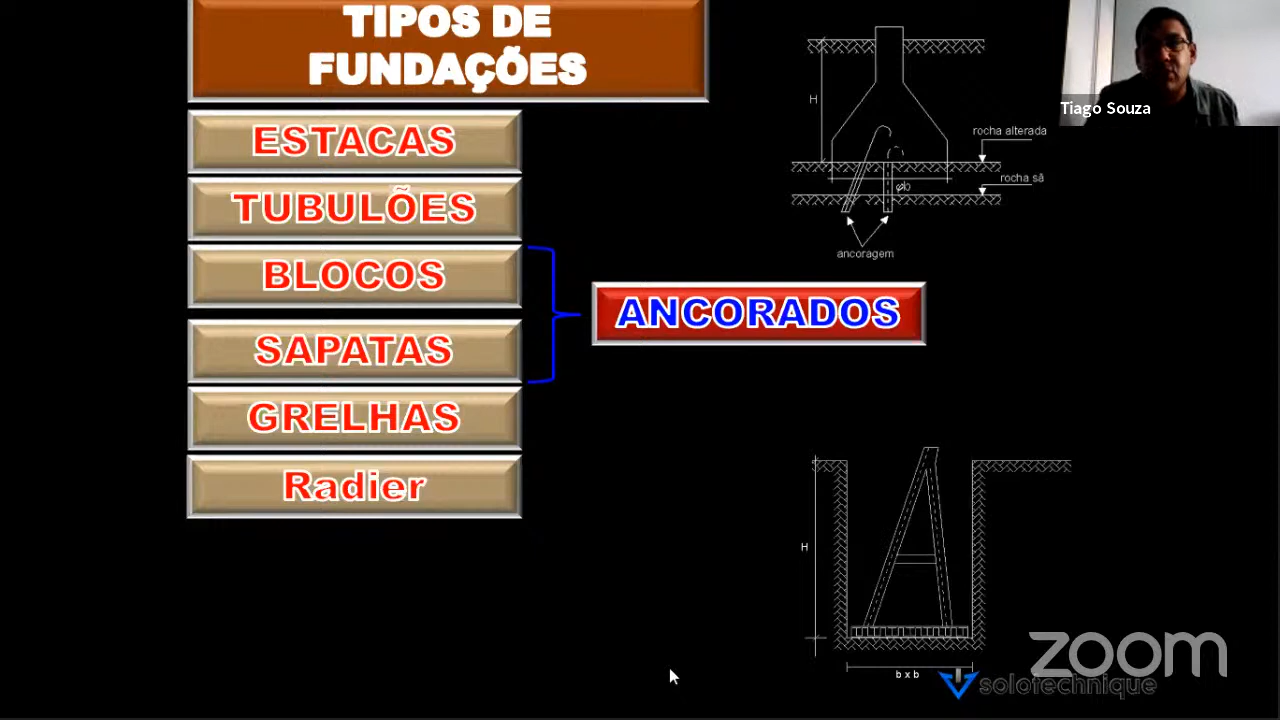 TIPOS DE
FUNDAÇÕES
ESTACAS
TUBULÕES
BLOCOS
SAPATAS
GRELHAS
Radier
ANCORADOS
H
rocha alterada
rocha sã
φb
ancoragem
Tiago Souza
H
b x b
zoom
solotechnique